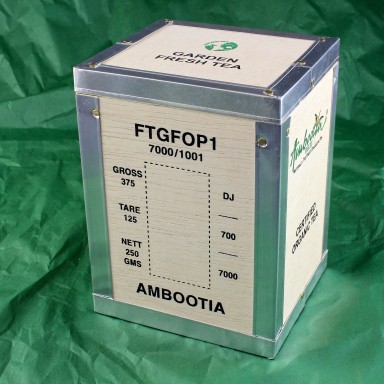 GARDEN
FRESH TEA
FTGFOP1
7000/1001
GROSS
375
TARE
125
NETT
250
GMS
DJ
700
7000
AMBOOTIA
Ambootia
CERTIFIED
ORGANIC TEA